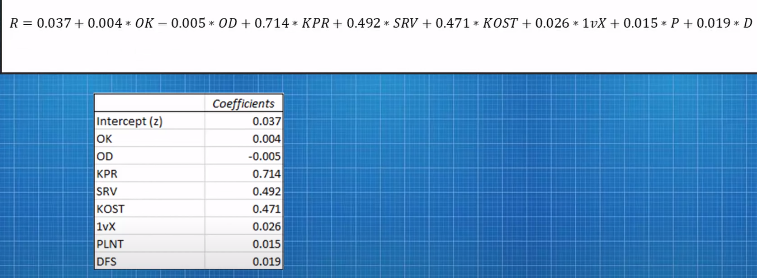 R = 0.037 + 0.004 * OK − 0.005 * OD + 0.714 * KPR + 0.492 * SRV + 0.471 * KOST + 0.026 * 1vX + 0.015 * P + 0.019 * D
Coefficients
Intercept (z) 0.037
OK 0.004
OD -0.005
KPR 0.714
SRV 0.492
KOST 0.471
1vX 0.026
PLNT 0.015
DFS 0.019